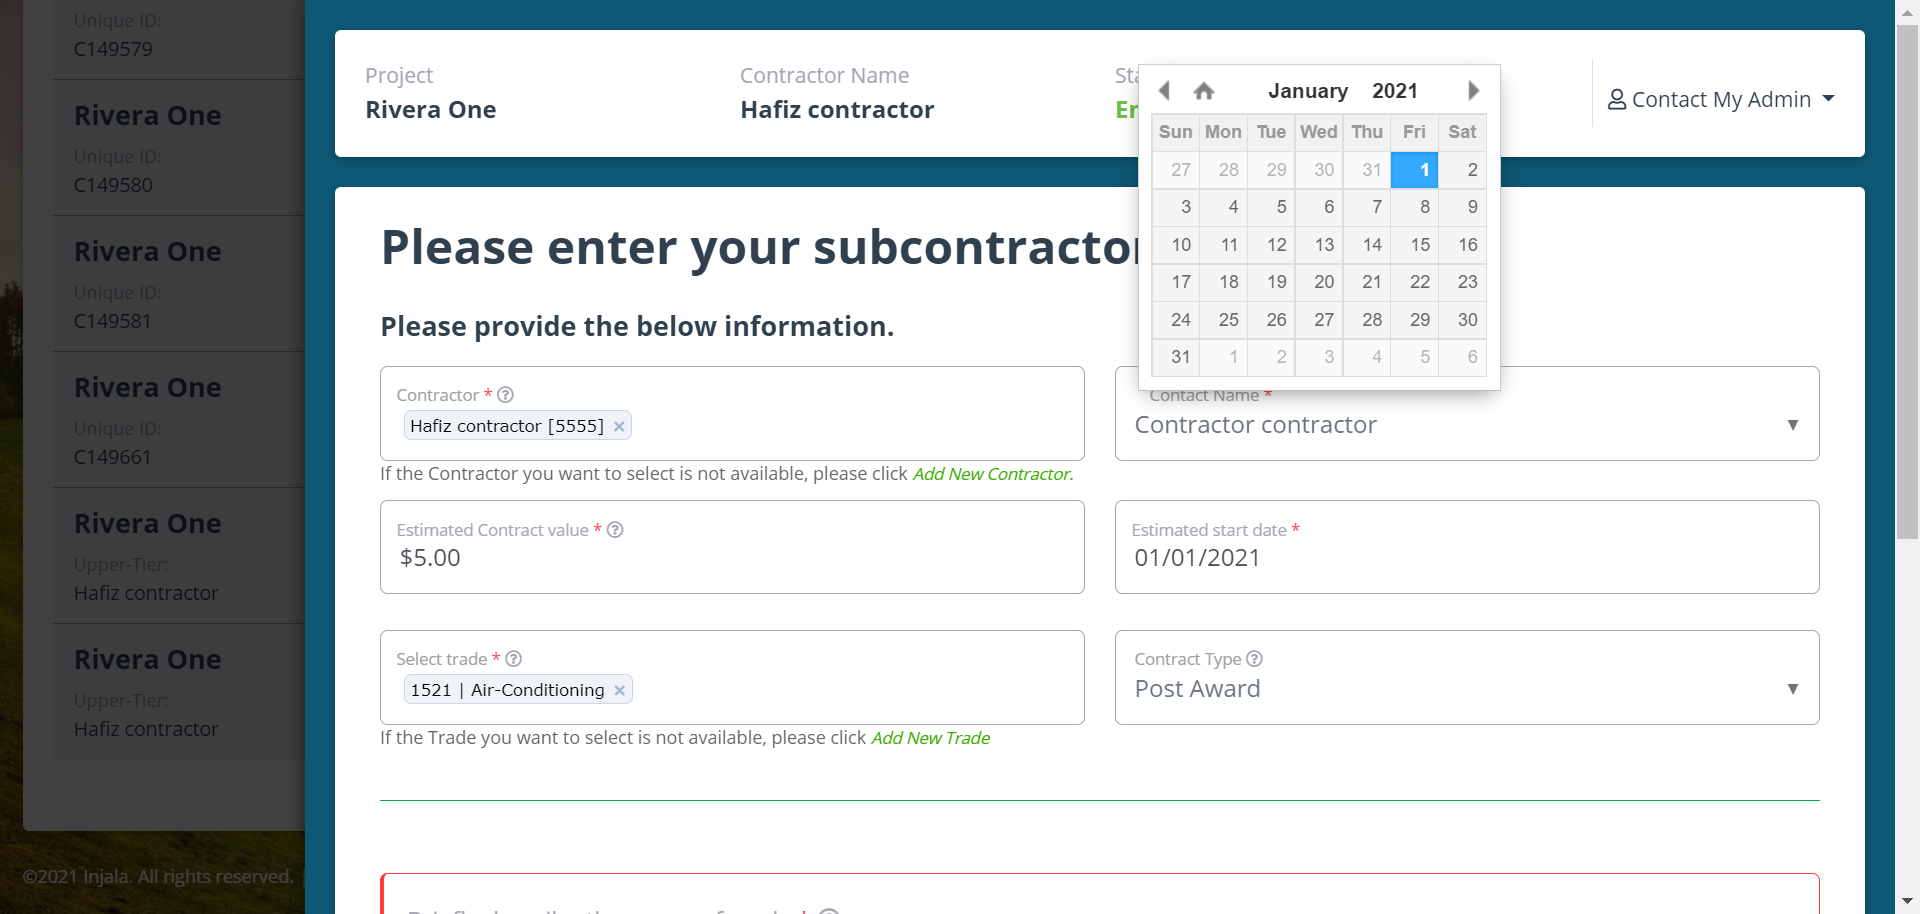 Unique ID:
C149579
Rivera One
Unique ID:
C149580
Rivera One
Unique ID:
C149581
Rivera One
Unique ID:
C149661
Rivera One
Upper-Tier:
Hafiz contractor
Rivera One
Upper-Tier:
Hafiz contractor
©2021 Injala. All rights reserved. |
Project
Rivera One
Contractor Name
Hafiz contractor
Contact My Admin
January 2021
Sun Mon Tue Wed Thu Fri Sat
27 28 29 30 31 1 2
3 4 5 6 7 8 9
10 11 12 13 14 15 16
17 18 19 20 21 22 23
24 25 26 27 28 29 30
31 1 2 3 4 5 6
Please enter your subcontractor
Please provide the below information.
Contractor *
Hafiz contractor [5555] ×
If the Contractor you want to select is not available, please click Add New Contractor.
Contact Name *
Contractor contractor
Estimated Contract value *
$5.00
Estimated start date *
01/01/2021
Select trade *
1521 | Air-Conditioning ×
If the Trade you want to select is not available, please click Add New Trade
Contract Type
Post Award